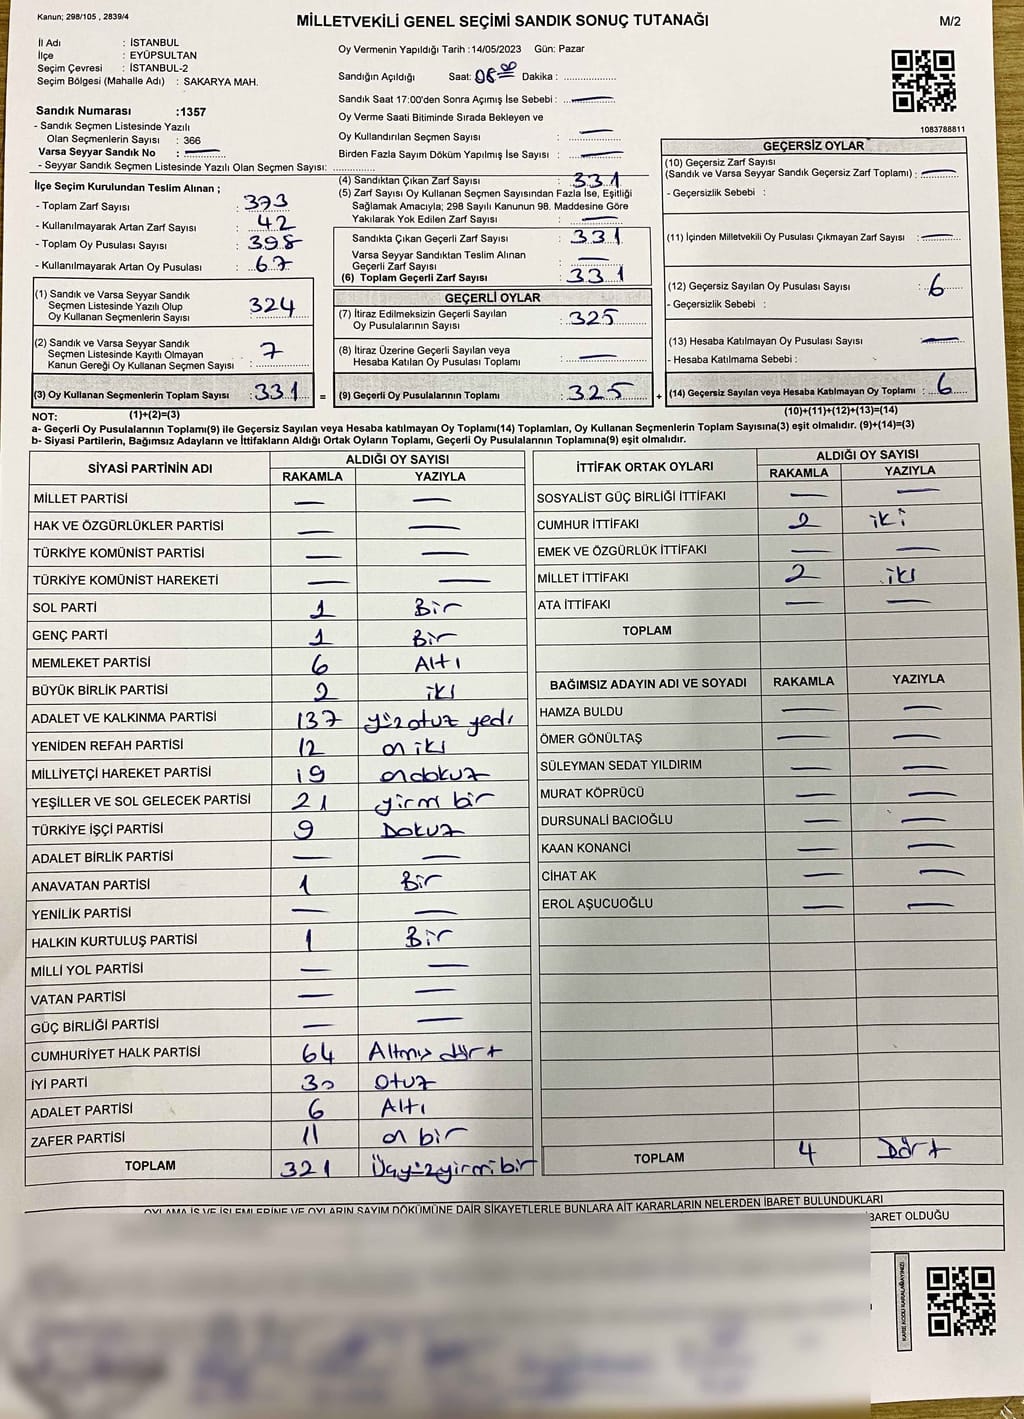 Kanun; 298/105 , 2839/4
MİLLETVEKİLİ GENEL SEÇİMİ SANDIK SONUÇ TUTANAĞI
M/2
İl Adı : İSTANBUL
İlçe : EYÜPSULTAN
Seçim Çevresi : İSTANBUL-2
Seçim Bölgesi (Mahalle Adı) : SAKARYA MAH.
Sandık Numarası :1357
- Sandık Seçmen Listesinde Yazılı
Olan Seçmenlerin Sayısı : 366
Varsa Seyyar Sandık No : —
- Seyyar Sandık Seçmen Listesinde Yazılı Olan Seçmen Sayısı:
Oy Vermenin Yapıldığı Tarih :14/05/2023 Gün: Pazar
Sandığın Açıldığı Saat: 08 00 Dakika :
Sandık Saat 17:00'den Sonra Açımış İse Sebebi : —
Oy Verme Saati Bitiminde Sırada Bekleyen ve
Oy Kullandırılan Seçmen Sayısı : —
Birden Fazla Sayım Döküm Yapılmış İse Sayısı : —
1083788811
İlçe Seçim Kurulundan Teslim Alınan ;
- Toplam Zarf Sayısı : 373
- Kullanılmayarak Artan Zarf Sayısı : 42
- Toplam Oy Pusulası Sayısı : 398
- Kullanılmayarak Artan Oy Pusulası : 67
(4) Sandıktan Çıkan Zarf Sayısı : 331
(5) Zarf Sayısı Oy Kullanan Seçmen Sayısından Fazla İse, Eşitliği
Sağlamak Amacıyla; 298 Sayılı Kanunun 98. Maddesine Göre
Yakılarak Yok Edilen Zarf Sayısı : —
Sandıkta Çıkan Geçerli Zarf Sayısı : 331
Varsa Seyyar Sandıktan Teslim Alınan
Geçerli Zarf Sayısı : —
(6) Toplam Geçerli Zarf Sayısı : 331
GEÇERSİZ OYLAR
(10) Geçersiz Zarf Sayısı
(Sandık ve Varsa Seyyar Sandık Geçersiz Zarf Toplamı) : —
- Geçersizlik Sebebi :
(11) İçinden Milletvekili Oy Pusulası Çıkmayan Zarf Sayısı : —
(12) Geçersiz Sayılan Oy Pusulası Sayısı : 6
- Geçersizlik Sebebi :
(13) Hesaba Katılmayan Oy Pusulası Sayısı : —
- Hesaba Katılmama Sebebi :
(14) Geçersiz Sayılan veya Hesaba Katılmayan Oy Toplamı : 6
(10)+(11)+(12)+(13)=(14)
(1) Sandık ve Varsa Seyyar Sandık
Seçmen Listesinde Yazılı Olup
Oy Kullanan Seçmenlerin Sayısı : 324
(2) Sandık ve Varsa Seyyar Sandık
Seçmen Listesinde Kayıtlı Olmayan
Kanun Gereği Oy Kullanan Seçmen Sayısı : 7
(3) Oy Kullanan Seçmenlerin Toplam Sayısı : 331 =
GEÇERLİ OYLAR
(7) İtiraz Edilmeksizin Geçerli Sayılan
Oy Pusulalarının Sayısı : 325
(8) İtiraz Üzerine Geçerli Sayılan veya
Hesaba Katılan Oy Pusulası Toplamı : —
(9) Geçerli Oy Pusulalarının Toplamı : 325 +
NOT: (1)+(2)=(3)
a- Geçerli Oy Pusulalarının Toplamı(9) ile Geçersiz Sayılan veya Hesaba katılmayan Oy Toplamı(14) Toplamları, Oy Kullanan Seçmenlerin Toplam Sayısına(3) eşit olmalıdır. (9)+(14)=(3)
b- Siyasi Partilerin, Bağımsız Adayların ve İttifakların Aldığı Ortak Oyların Toplamı, Geçerli Oy Pusulalarının Toplamına(9) eşit olmalıdır.
SİYASİ PARTİNİN ADI ALDIĞI OY SAYISI
RAKAMLA YAZIYLA
MİLLET PARTİSİ — —
HAK VE ÖZGÜRLÜKLER PARTİSİ — —
TÜRKİYE KOMÜNİST PARTİSİ — —
TÜRKİYE KOMÜNİST HAREKETİ — —
SOL PARTİ 1 Bir
GENÇ PARTİ 1 Bir
MEMLEKET PARTİSİ 6 Altı
BÜYÜK BİRLİK PARTİSİ 2 iki
ADALET VE KALKINMA PARTİSİ 137 yüzotuz yedi
YENİDEN REFAH PARTİSİ 12 on iki
MİLLİYETÇİ HAREKET PARTİSİ 19 ondokuz
YEŞİLLER VE SOL GELECEK PARTİSİ 21 yirmi bir
TÜRKİYE İŞÇİ PARTİSİ 9 Dokuz
ADALET BİRLİK PARTİSİ — —
ANAVATAN PARTİSİ 1 Bir
YENİLİK PARTİSİ — —
HALKIN KURTULUŞ PARTİSİ 1 Bir
MİLLİ YOL PARTİSİ — —
VATAN PARTİSİ — —
GÜÇ BİRLİĞİ PARTİSİ — —
CUMHURİYET HALK PARTİSİ 64 Altmış dört
İYİ PARTİ 30 Otuz
ADALET PARTİSİ 6 Altı
ZAFER PARTİSİ 11 on bir
TOPLAM 321 Üçyüzyirmibir
İTTİFAK ORTAK OYLARI ALDIĞI OY SAYISI
RAKAMLA YAZIYLA
SOSYALİST GÜÇ BİRLİĞİ İTTİFAKI — —
CUMHUR İTTİFAKI 2 iki
EMEK VE ÖZGÜRLÜK İTTİFAKI — —
MİLLET İTTİFAKI 2 iki
ATA İTTİFAKI — —
TOPLAM
BAĞIMSIZ ADAYIN ADI VE SOYADI RAKAMLA YAZIYLA
HAMZA BULDU — —
ÖMER GÖNÜLTAŞ — —
SÜLEYMAN SEDAT YILDIRIM — —
MURAT KÖPRÜCÜ — —
DURSUNALİ BACIOĞLU — —
KAAN KONANCİ — —
CİHAT AK — —
EROL AŞUCUOĞLU — —
TOPLAM 4 Dört
OYLAMA İŞ VE İŞLEMLERİNE VE OYLARIN SAYIM DÖKÜMÜNE DAİR ŞİKAYETLERLE BUNLARA AİT KARARLARIN NELERDEN İBARET BULUNDUKLARI
BARET OLDUĞU
KARE KODU KARALAMAYINIZ!